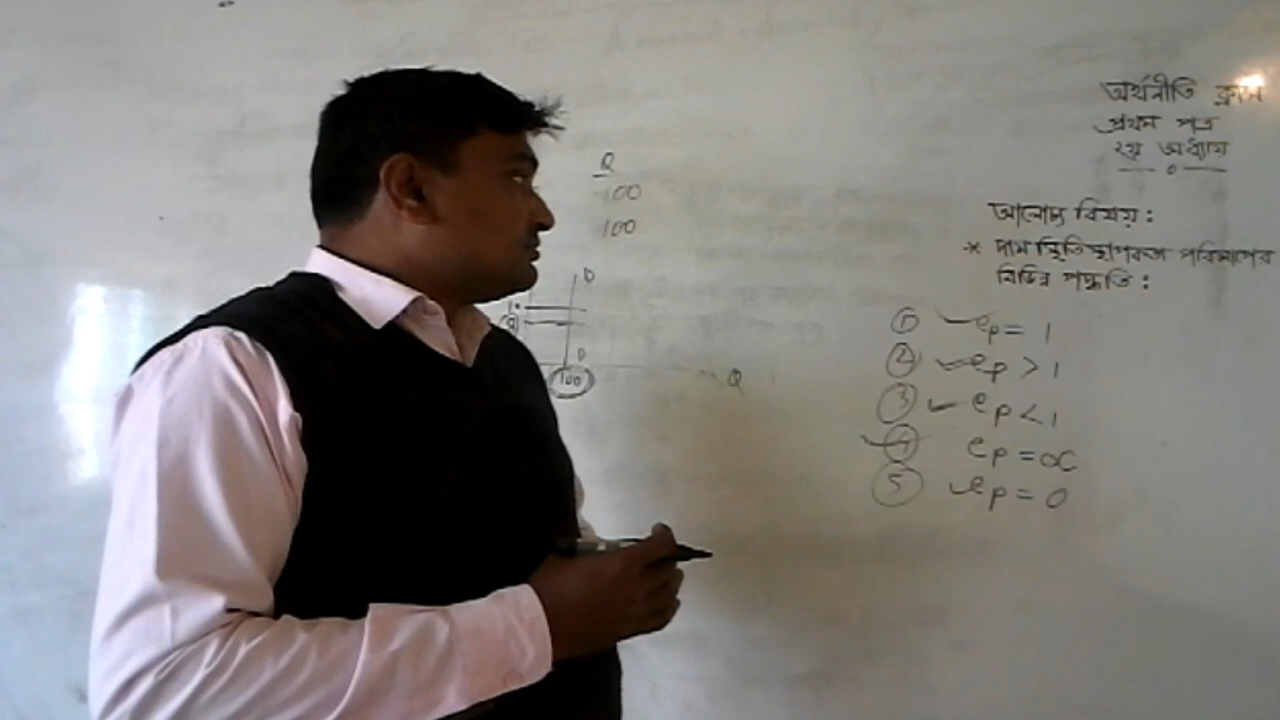 অর্থনীতি ক্লাস
প্রথম পত্র
২য় অধ্যায়
আলোচ্য বিষয়:
* দাম স্থিতিস্থাপকতা পরিমাপের
বিভিন্ন পদ্ধতি:
① ep = 1
② ep > 1
③ ep < 1
④ ep = ∝
⑤ ep = 0
Q
100
100
D
D
100
Q